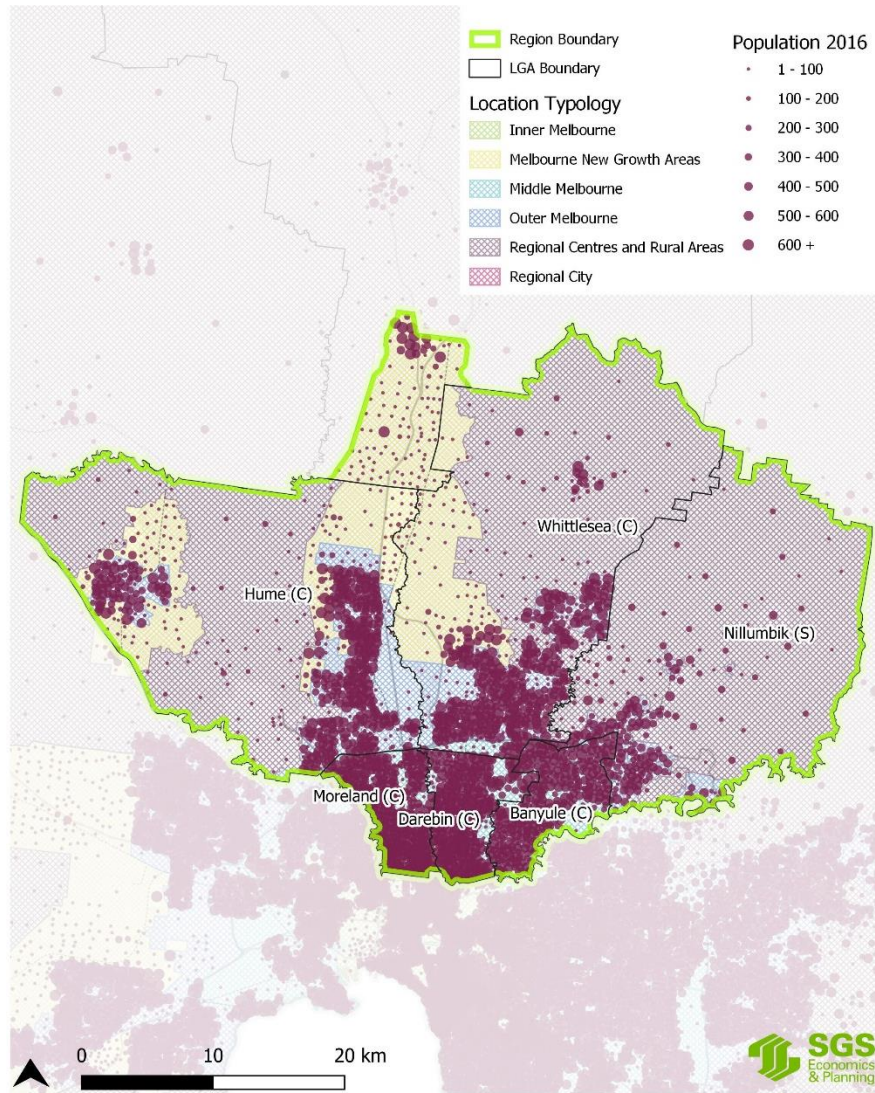 Region Boundary
LGA Boundary
Location Typology
Inner Melbourne
Melbourne New Growth Areas
Middle Melbourne
Outer Melbourne
Regional Centres and Rural Areas
Regional City
Population 2016
1 - 100
100 - 200
200 - 300
300 - 400
400 - 500
500 - 600
600 +
Whittlesea (C)
Hume (C)
Nillumbik (S)
Moreland (C)
Darebin (C)
Banyule (C)
0 10 20 km
SGS
Economics
& Planning